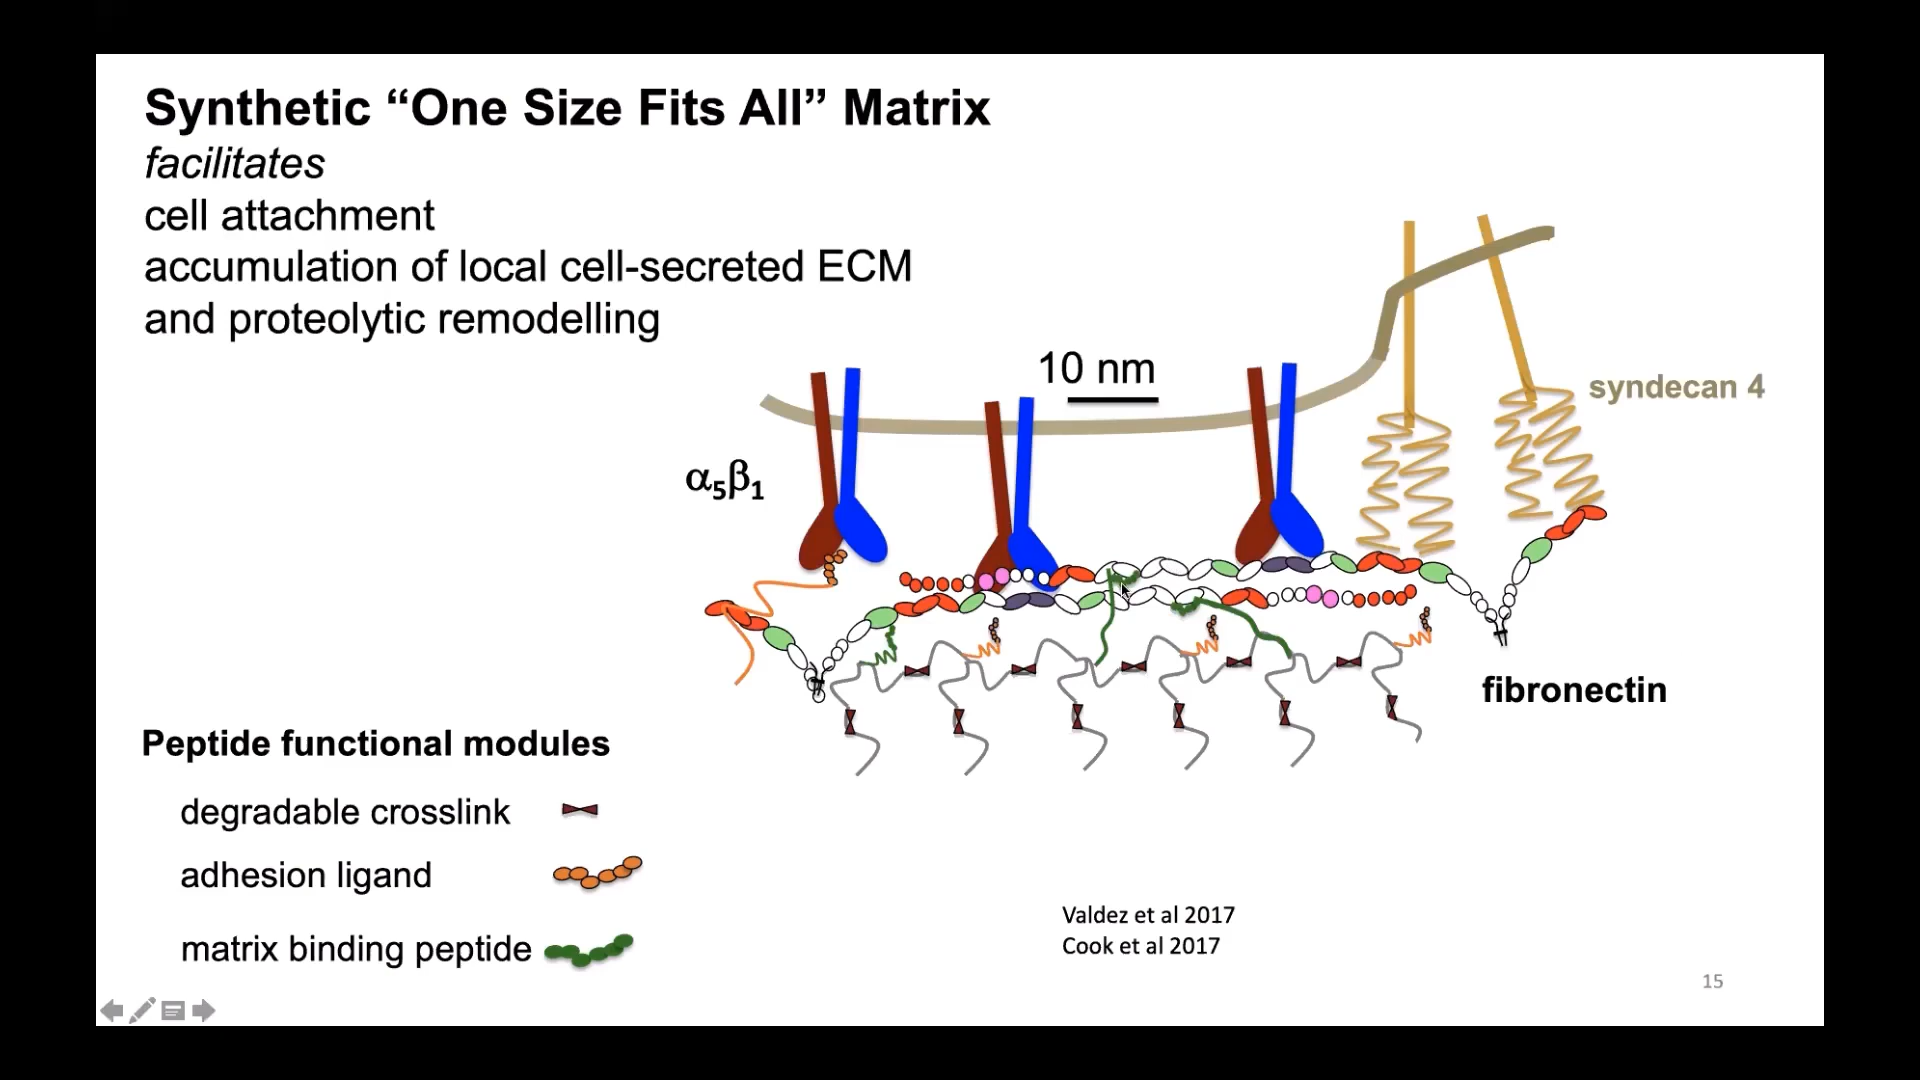 Synthetic “One Size Fits All” Matrix
facilitates
cell attachment
accumulation of local cell-secreted ECM
and proteolytic remodelling
10 nm
syndecan 4
α5β1
fibronectin
Peptide functional modules
degradable crosslink
adhesion ligand
matrix binding peptide
Valdez et al 2017
Cook et al 2017
15